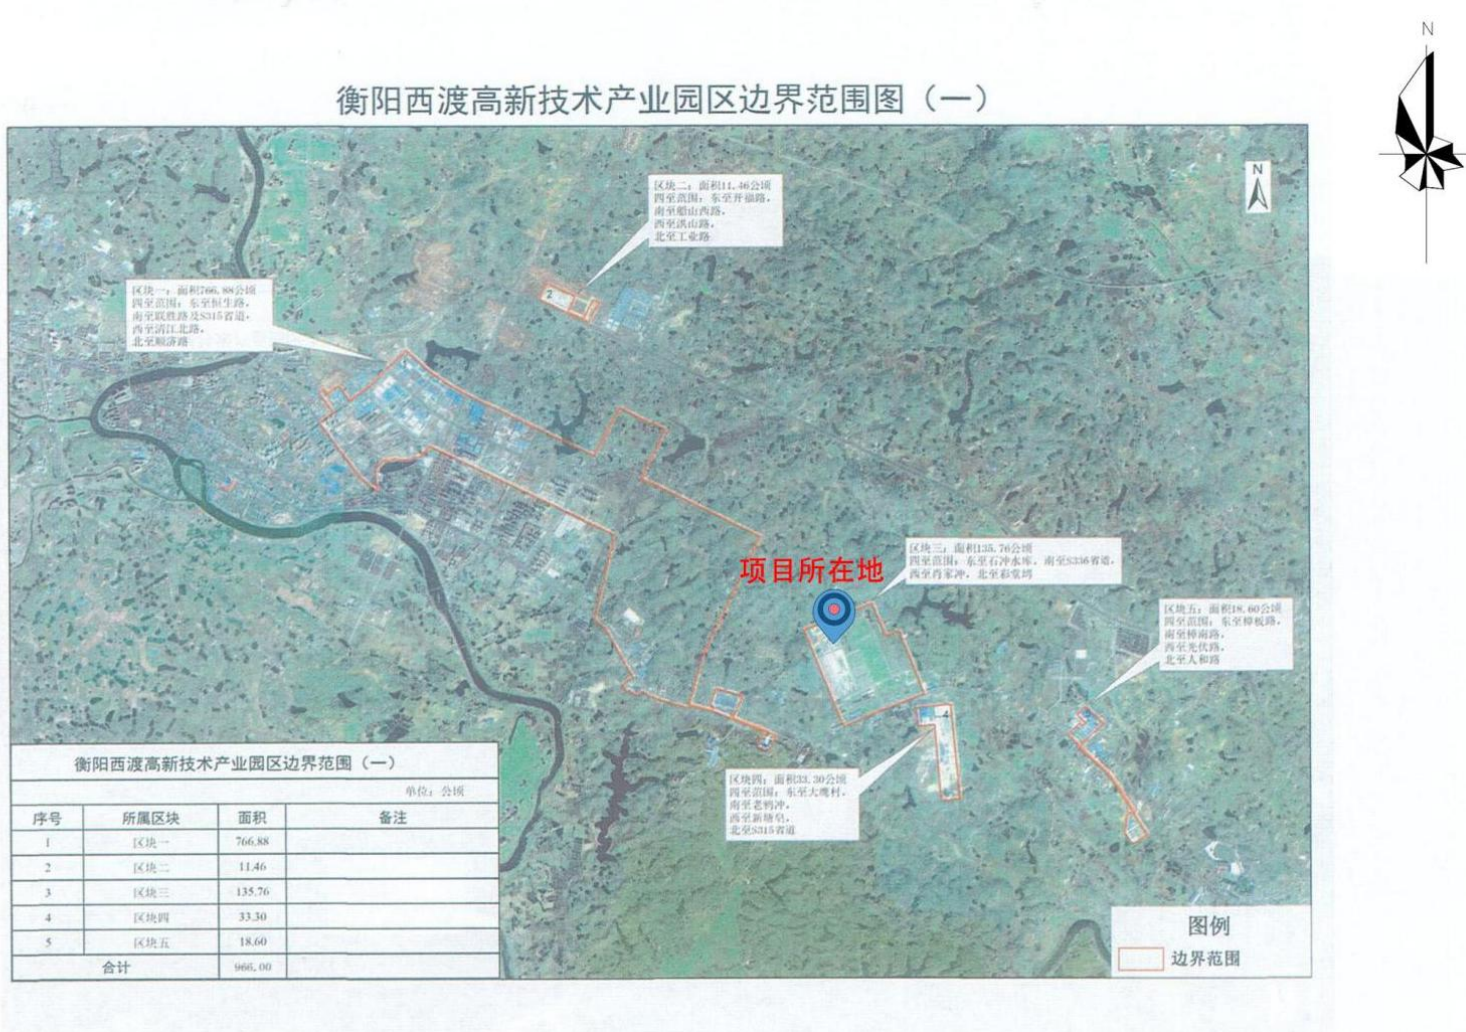 N
衡阳西渡高新技术产业园区边界范围图（一）
N
区块二：面积11.46公顷
四至范围：东至开福路，
南至船山西路，
西至洪山路，
北至工业路
2
区块一：面积766.88公顷
四至范围：东至恒生路，
南至联胜路及S315省道，
西至清江北路，
北至顺济路
项目所在地
区块三：面积135.76公顷
四至范围：东至石冲水库，南至S336省道，
西至肖家冲，北至彩堂塆
区块五：面积18.60公顷
四至范围：东至樟板路，
南至樟南路，
西至光伏路，
北至人和路
4
区块四：面积33.30公顷
四至范围：东至大鹰村，
南至老鸦冲，
西至新塘皂，
北至S315省道
衡阳西渡高新技术产业园区边界范围（一）
单位：公顷
序号 所属区块 面积 备注
1 区块一 766.88
2 区块二 11.46
3 区块三 135.76
4 区块四 33.30
5 区块五 18.60
合计 966.00
图例
边界范围